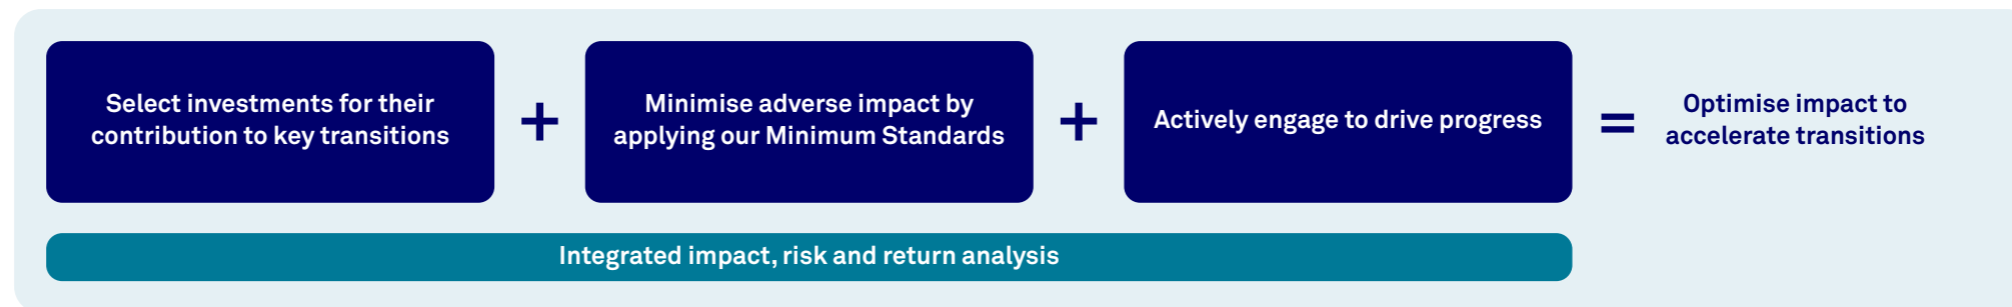 Select investments for their
contribution to key transitions
+
Minimise adverse impact by
applying our Minimum Standards
+
Actively engage to drive progress
=
Optimise impact to
accelerate transitions
Integrated impact, risk and return analysis